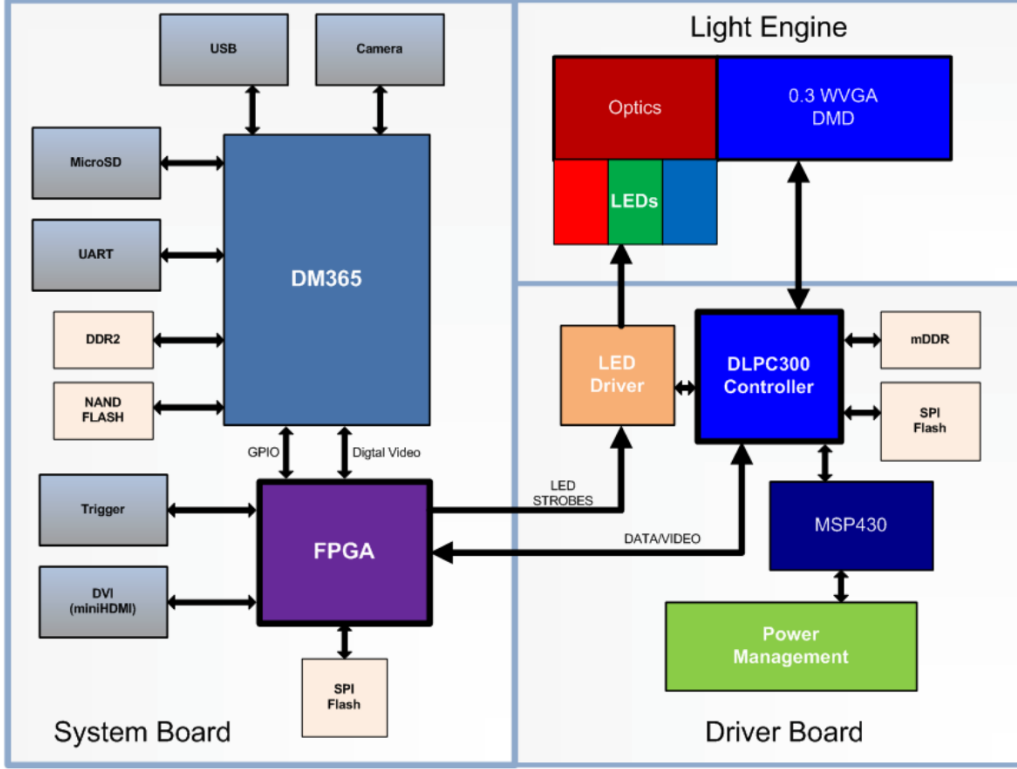 USB
Camera
MicroSD
UART
DDR2
NAND
FLASH
DM365
GPIO
Digtal Video
Trigger
DVI
(miniHDMI)
FPGA
SPI
Flash
System Board
Light Engine
Optics
0.3 WVGA
DMD
LEDs
LED
Driver
DLPC300
Controller
mDDR
SPI
Flash
LED
STROBES
DATA/VIDEO
MSP430
Power
Management
Driver Board